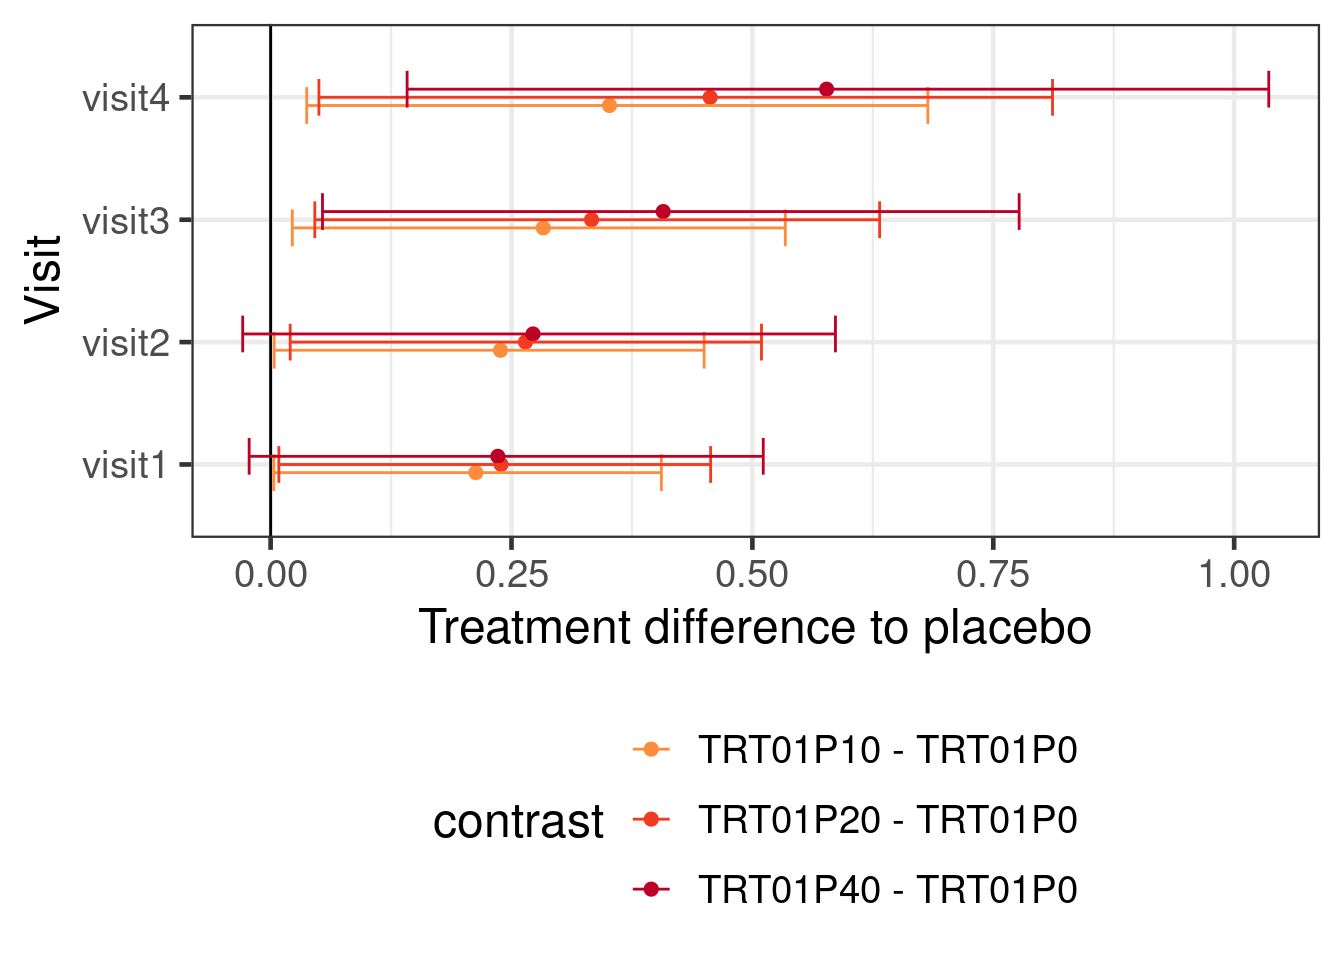 visit4
visit3
visit2
visit1
Visit
0.00 0.25 0.50 0.75 1.00
Treatment difference to placebo
contrast
TRT01P10 - TRT01P0
TRT01P20 - TRT01P0
TRT01P40 - TRT01P0